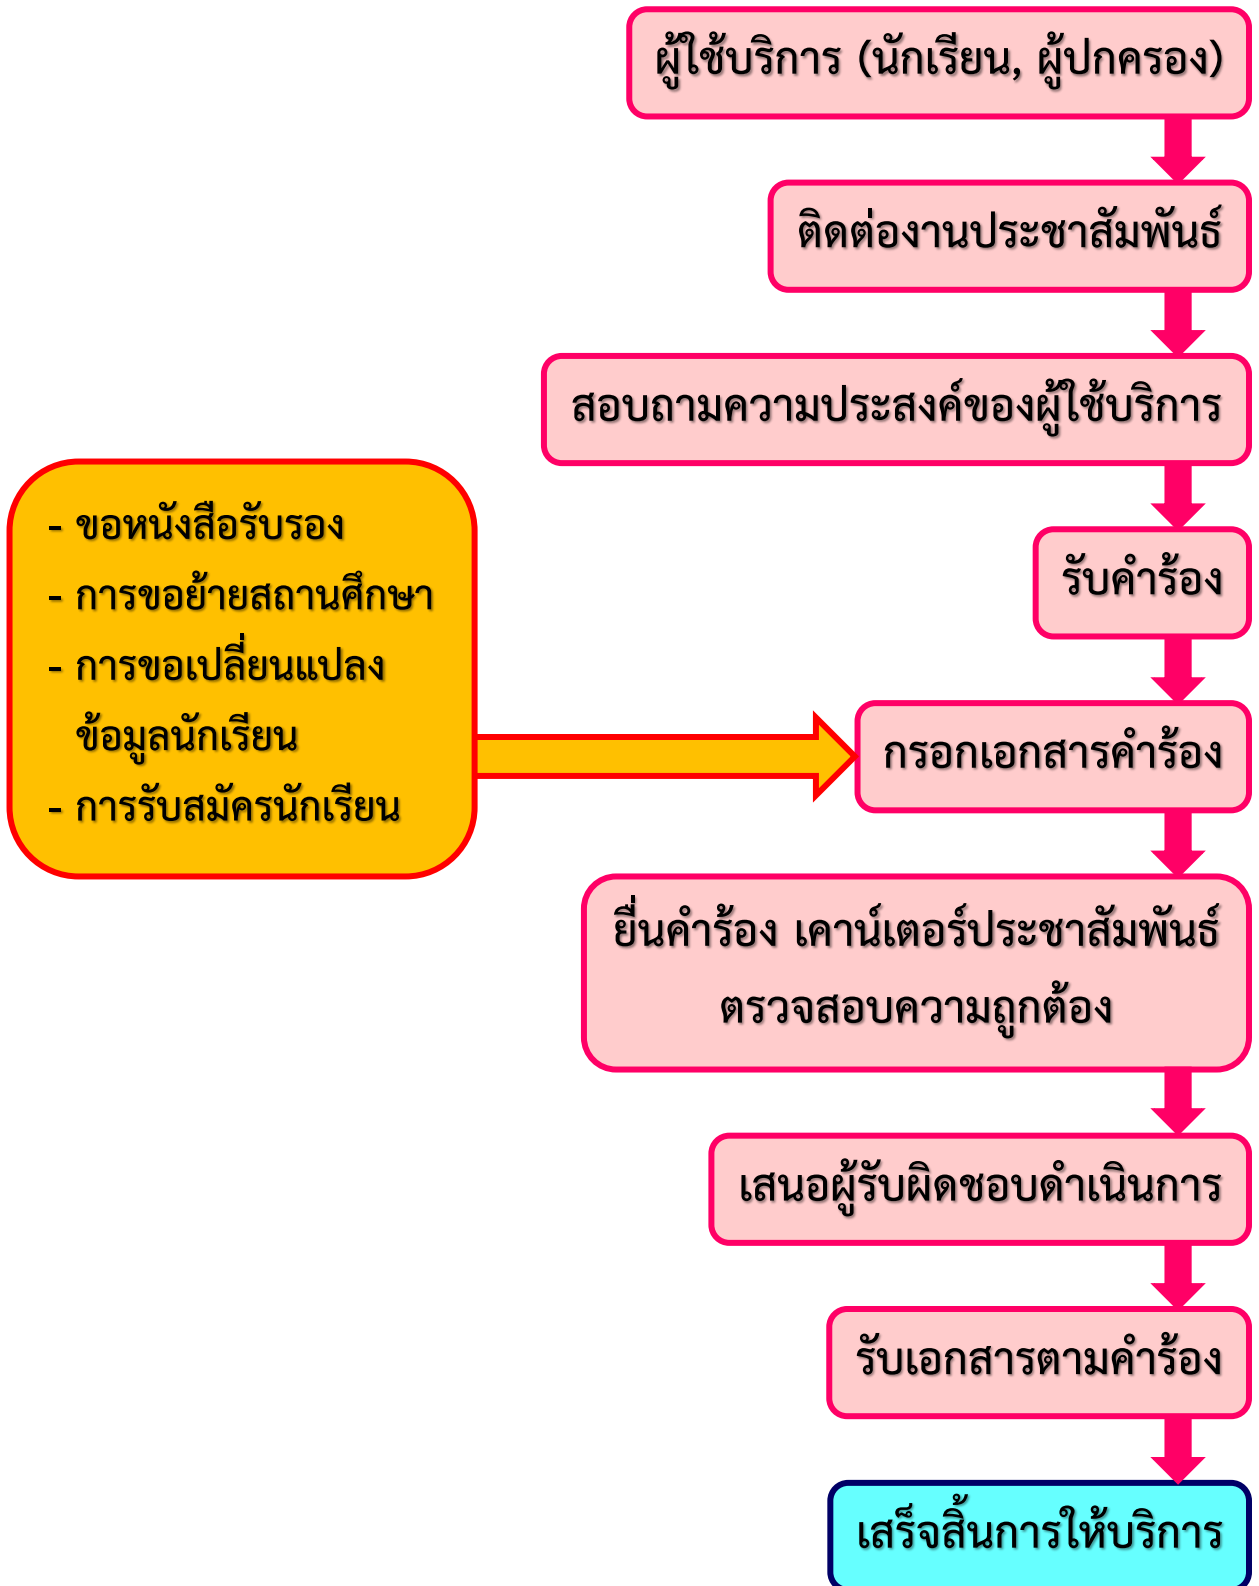 ผู้ใช้บริการ (นักเรียน, ผู้ปกครอง)
ติดต่องานประชาสัมพันธ์
สอบถามความประสงค์ของผู้ใช้บริการ
รับคำร้อง
- ขอหนังสือรับรอง
- การขอย้ายสถานศึกษา
- การขอเปลี่ยนแปลง
ข้อมูลนักเรียน
- การรับสมัครนักเรียน
กรอกเอกสารคำร้อง
ยื่นคำร้อง เคาน์เตอร์ประชาสัมพันธ์
ตรวจสอบความถูกต้อง
เสนอผู้รับผิดชอบดำเนินการ
รับเอกสารตามคำร้อง
เสร็จสิ้นการให้บริการ